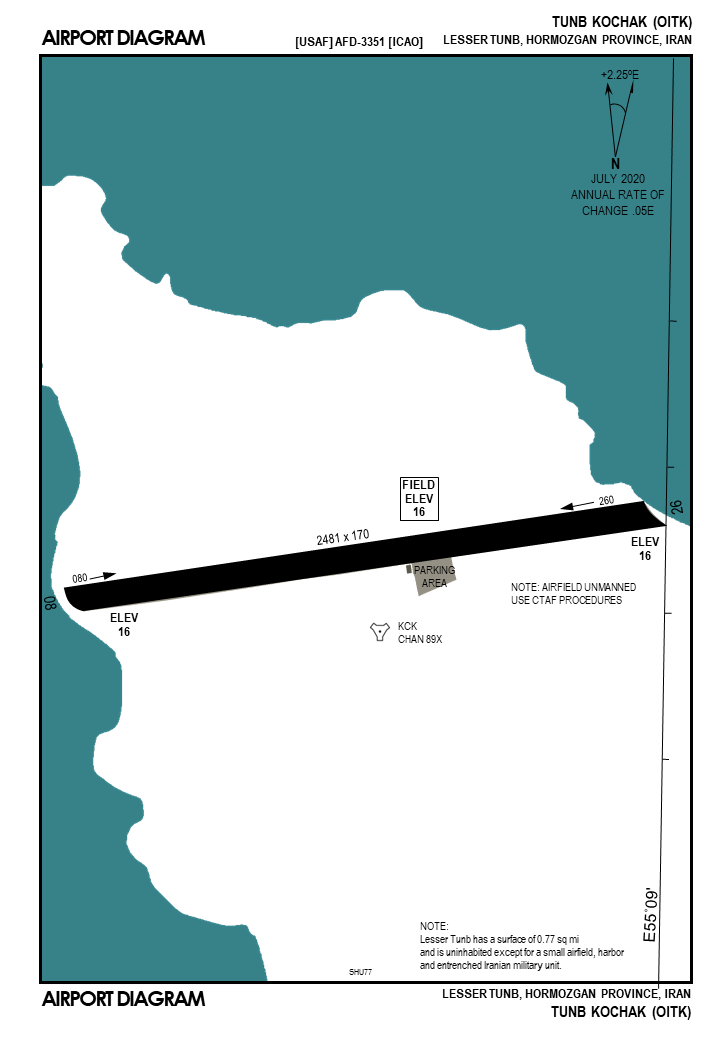 TUNB KOCHAK (OITK)
AIRPORT DIAGRAM
[USAF] AFD-3351 [ICAO]
LESSER TUNB, HORMOZGAN PROVINCE, IRAN
+2.25ºE
N
JULY 2020
ANNUAL RATE OF
CHANGE .05E
FIELD
ELEV
16
260
26
2481 x 170
ELEV
16
080
PARKING
AREA
NOTE: AIRFIELD UNMANNED
USE CTAF PROCEDURES
08
ELEV
16
KCK
CHAN 89X
E55°09'
NOTE:
Lesser Tunb has a surface of 0.77 sq mi
and is uninhabited except for a small airfield, harbor
and entrenched Iranian military unit.
SHU77
AIRPORT DIAGRAM
LESSER TUNB, HORMOZGAN PROVINCE, IRAN
TUNB KOCHAK (OITK)